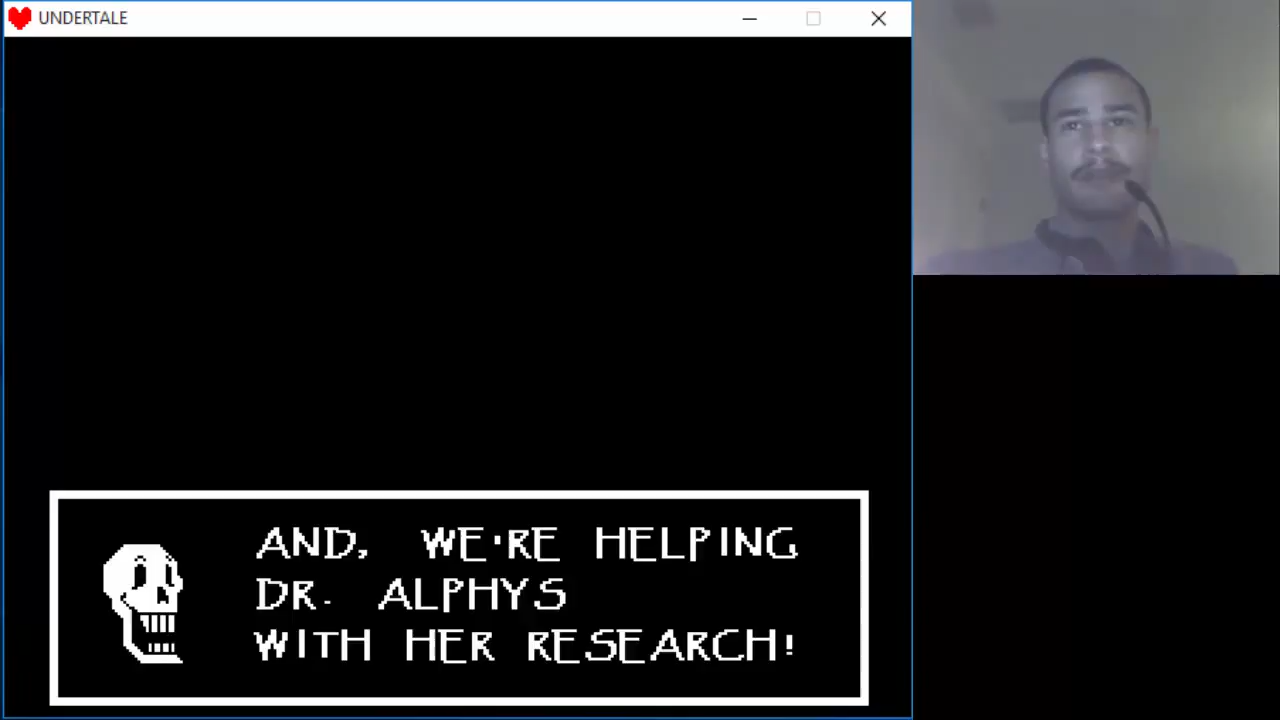 UNDERTALE
AND, WE'RE HELPING
DR. ALPHYS
WITH HER RESEARCH!